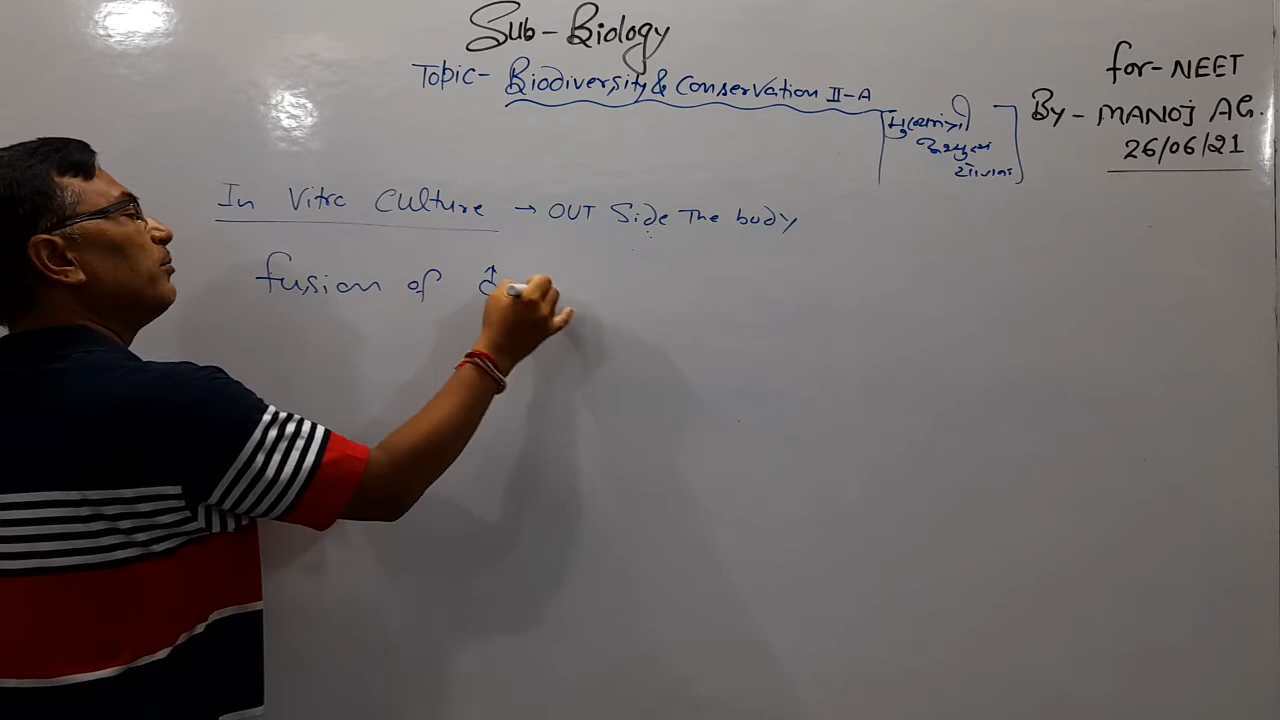 Sub- Biology
Topic- Biodiversity & Conservation II-A
for- NEET
By - MANOJ AG.
26/06/21
In Vitro Culture → OUT Side The body
fusion of ♂